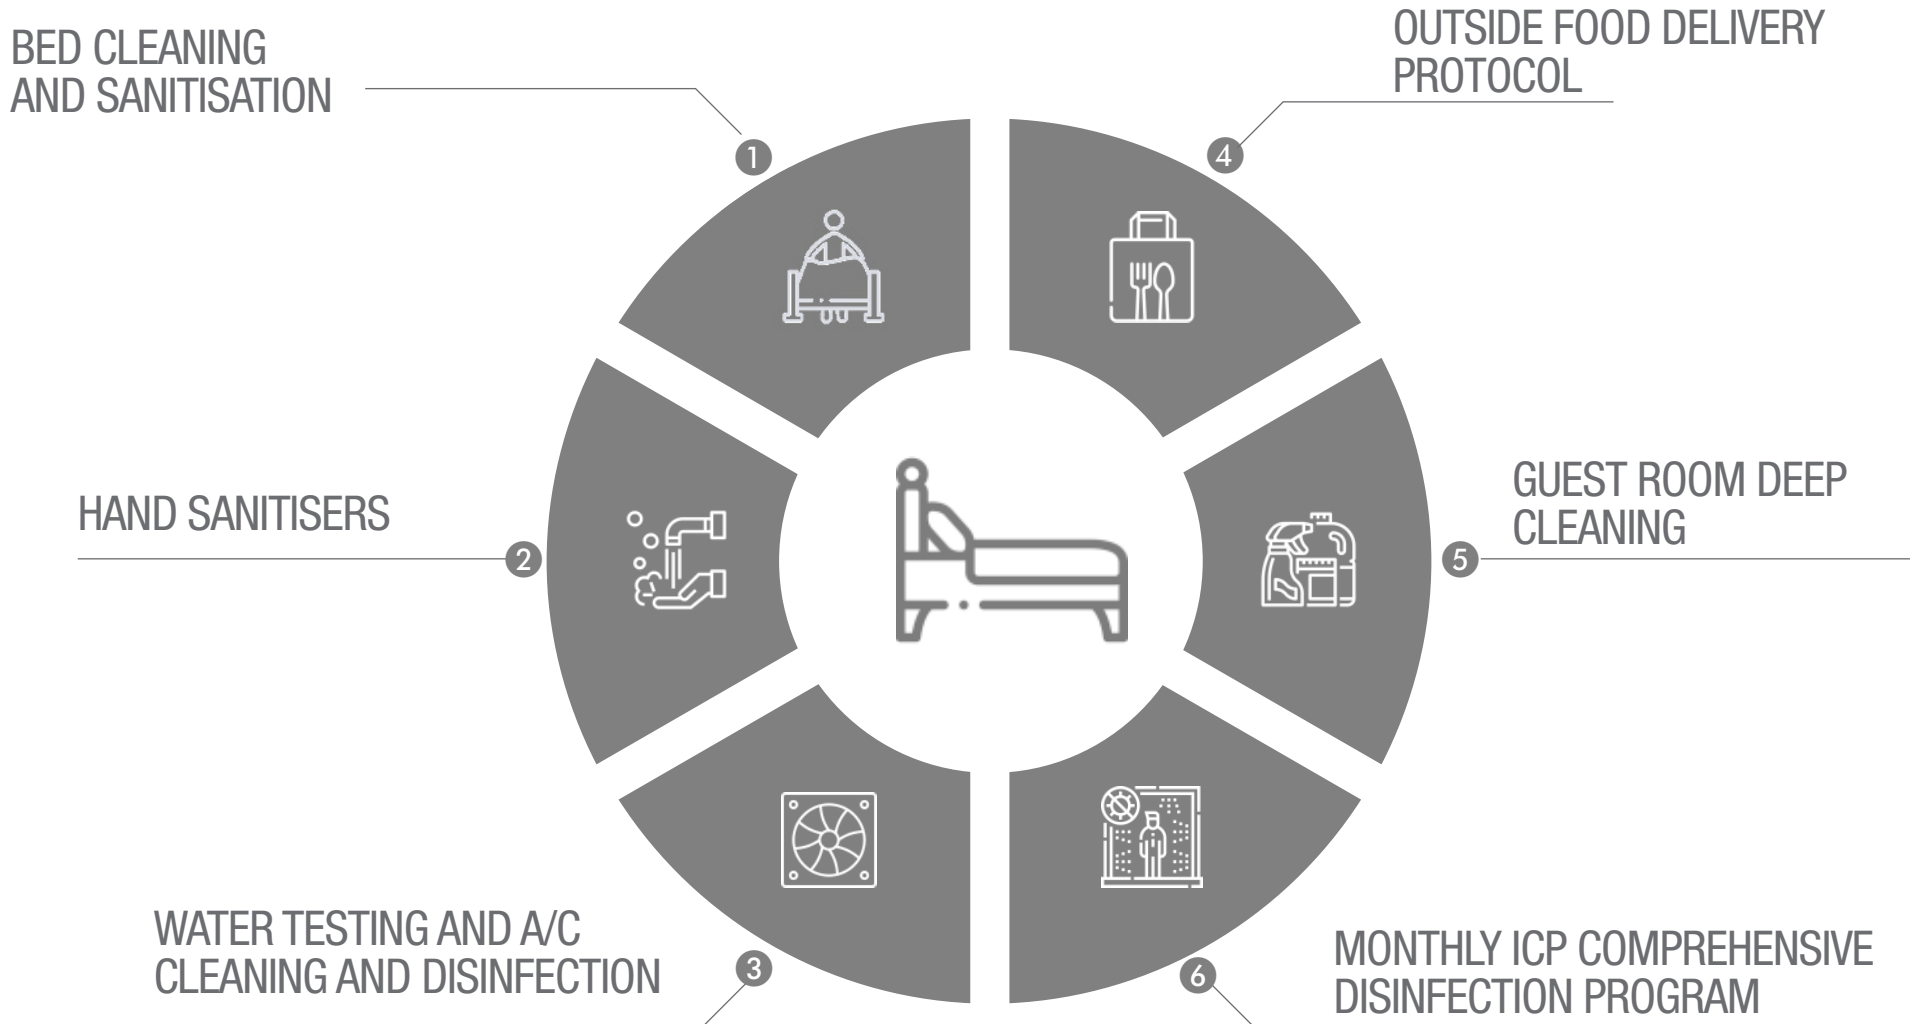 BED CLEANING
AND SANITISATION
1
HAND SANITISERS
2
WATER TESTING AND A/C
CLEANING AND DISINFECTION
3
OUTSIDE FOOD DELIVERY
PROTOCOL
4
GUEST ROOM DEEP
CLEANING
5
MONTHLY ICP COMPREHENSIVE
DISINFECTION PROGRAM
6